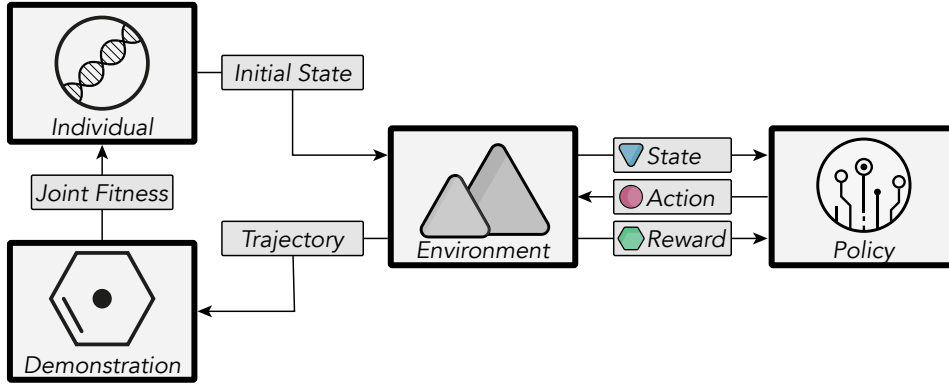 Individual
Initial State
Joint Fitness
Demonstration
Trajectory
Environment
State
Action
Reward
Policy